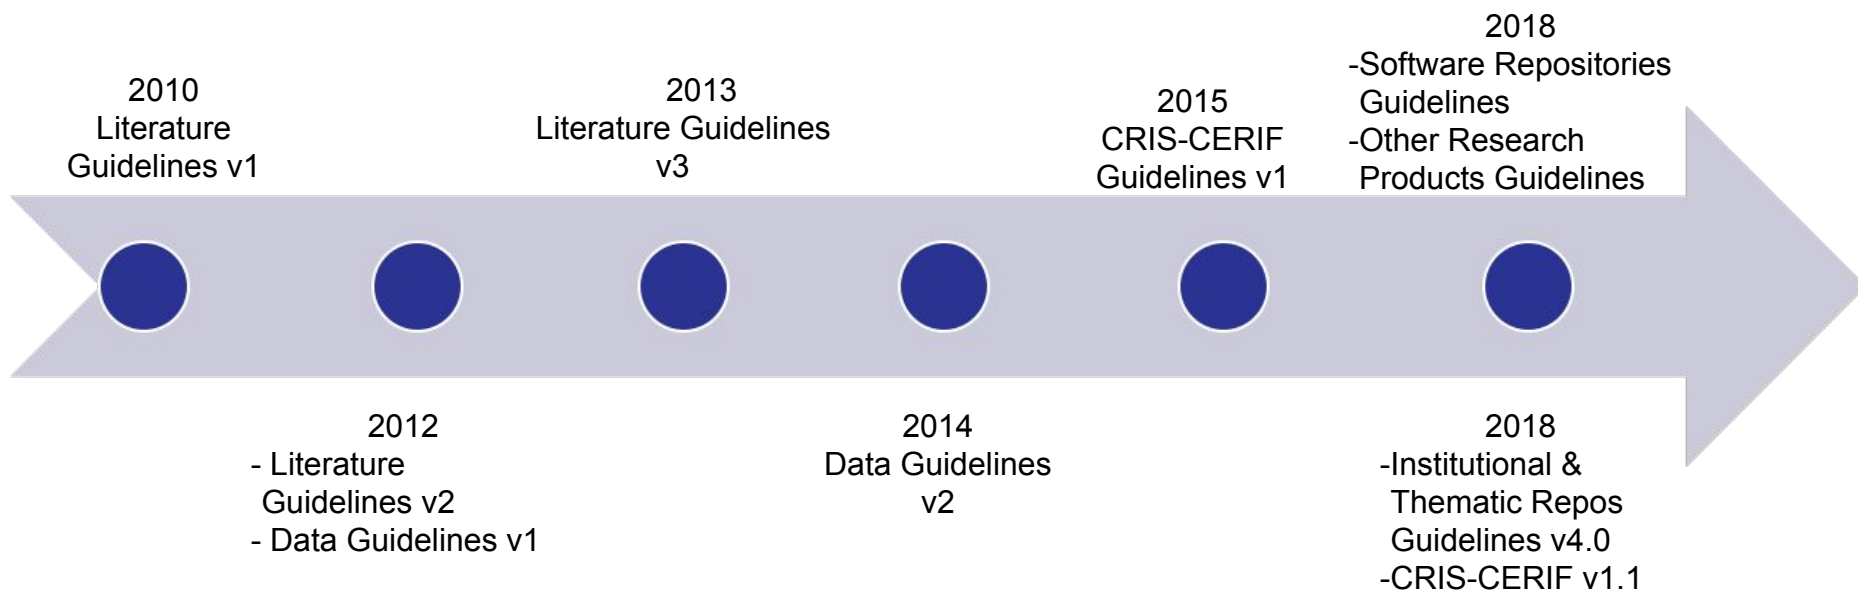 2010
Literature
Guidelines v1
2012
- Literature
Guidelines v2
- Data Guidelines v1
2013
Literature Guidelines
v3
2014
Data Guidelines
v2
2015
CRIS-CERIF
Guidelines v1
2018
-Software Repositories
Guidelines
-Other Research
Products Guidelines
2018
-Institutional &
Thematic Repos
Guidelines v4.0
-CRIS-CERIF v1.1